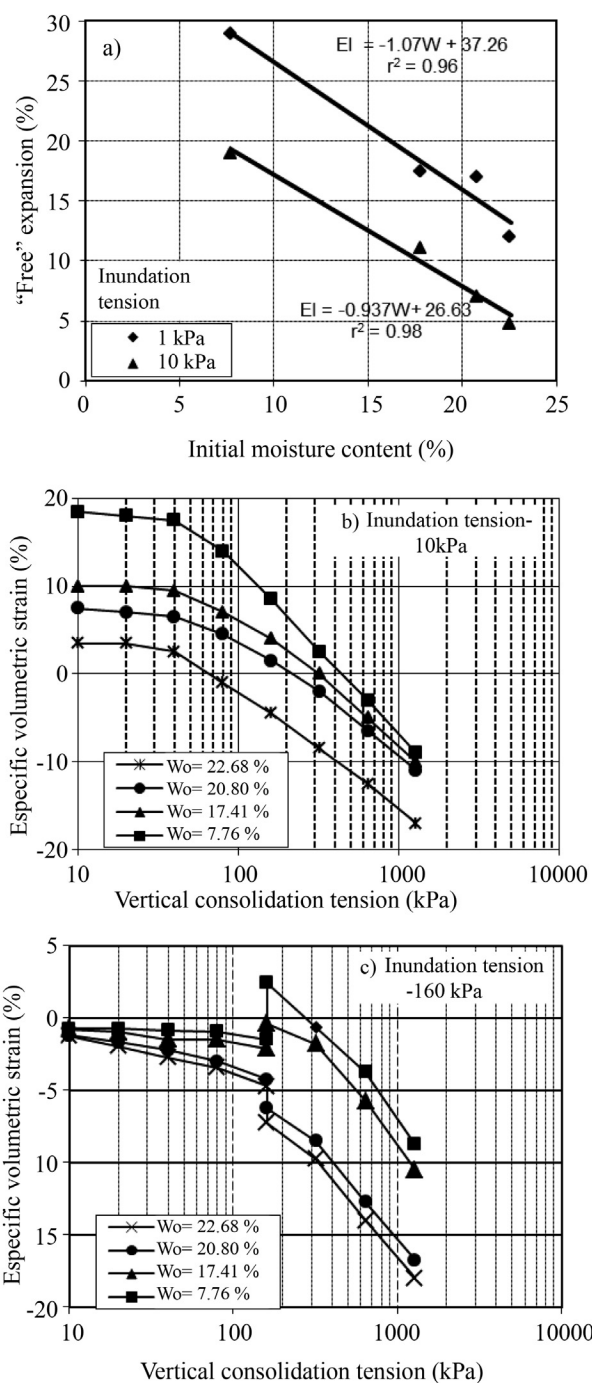 30
25
20
15
10
5
0
"Free" expansion (%)
a)
EI = -1.07W + 37.26
r² = 0.96
Inundation
tension
1 kPa
10 kPa
EI = -0.937W + 26.63
r² = 0.98
0 5 10 15 20 25
Initial moisture content (%)
20
10
0
-10
-20
Especific volumetric strain (%)
b) Inundation tension-
10kPa
Wo= 22.68 %
Wo= 20.80 %
Wo= 17.41 %
Wo= 7.76 %
10 100 1000 10000
Vertical consolidation tension (kPa)
5
0
-5
10
15
-20
Especific volumetric strain (%)
c) Inundation tension
-160 kPa
Wo= 22.68 %
Wo= 20.80 %
Wo= 17.41 %
Wo= 7.76 %
10 100 1000 10000
Vertical consolidation tension (kPa)